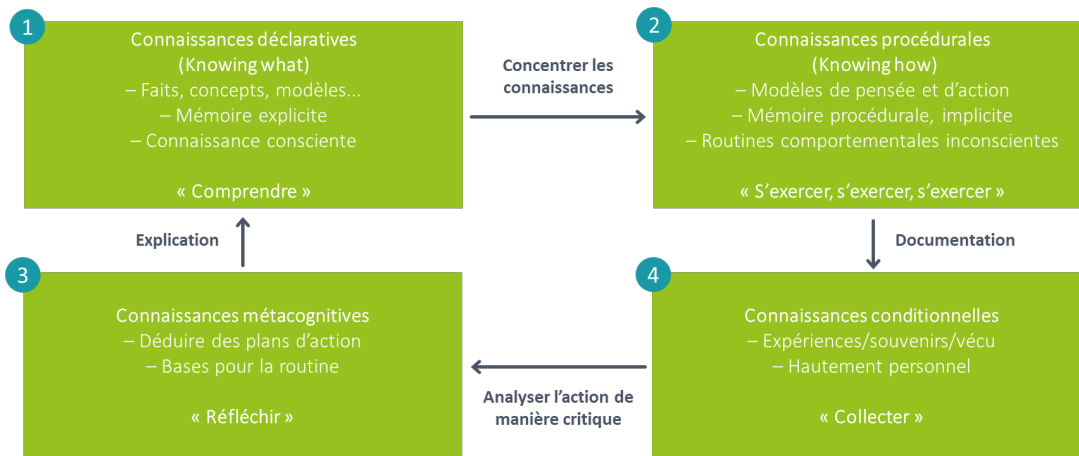 1
Connaissances déclaratives
(Knowing what)
– Faits, concepts, modèles...
– Mémoire explicite
– Connaissance consciente
« Comprendre »
Concentrer les
connaissances
2
Connaissances procédurales
(Knowing how)
– Modèles de pensée et d’action
– Mémoire procédurale, implicite
– Routines comportementales inconscientes
« S’exercer, s’exercer, s’exercer »
Explication
Documentation
3
Connaissances métacognitives
– Déduire des plans d’action
– Bases pour la routine
« Réfléchir »
Analyser l’action de
manière critique
4
Connaissances conditionnelles
– Expériences/souvenirs/vécu
– Hautement personnel
« Collecter »